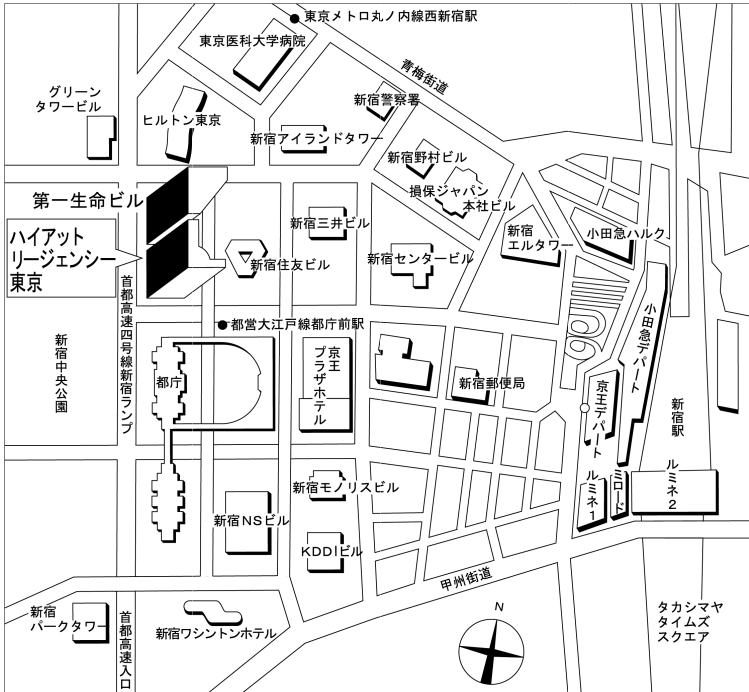 東京メトロ丸ノ内線西新宿駅
東京医科大学病院
青梅街道
グリーン
タワービル
ヒルトン東京
新宿警察署
新宿アイランドタワー
新宿野村ビル
第一生命ビル
損保ジャパン
本社ビル
新宿三井ビル
新宿
エルタワー
小田急ハルク
ハイアット
リージェンシー
東京
新宿住友ビル
新宿センタービル
首都高速四号線新宿ランプ
都営大江戸線都庁前駅
小田急デパート
新宿中央公園
都庁
京王
プラザホテル
新宿郵便局
京王デパート
新宿駅
新宿モノリスビル
ルミネ1
ミロード
ルミネ2
新宿NSビル
KDDIビル
甲州街道
新宿
パークタワー
首都高速入口
新宿ワシントンホテル
N
タカシマヤ
タイムズ
スクエア